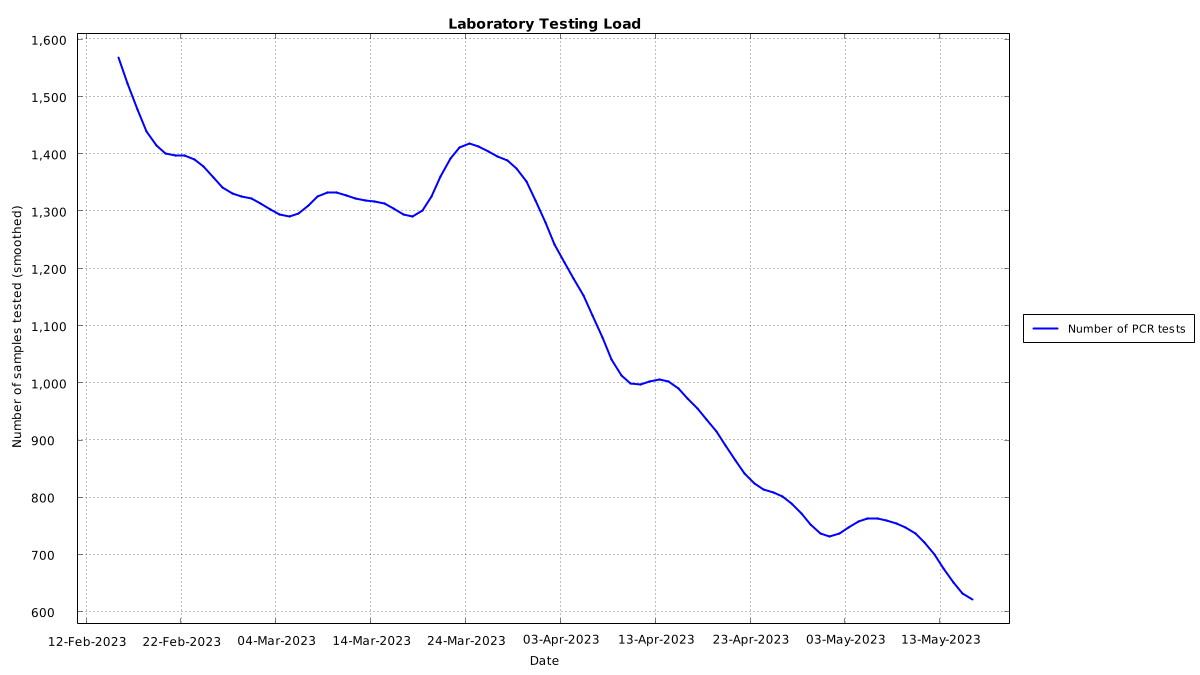 Laboratory Testing Load
1,600
1,500
1,400
1,300
1,200
1,100
1,000
900
800
700
600
Number of samples tested (smoothed)
12-Feb-2023 22-Feb-2023 04-Mar-2023 14-Mar-2023 24-Mar-2023 03-Apr-2023 13-Apr-2023 23-Apr-2023 03-May-2023 13-May-2023
Date
Number of PCR tests